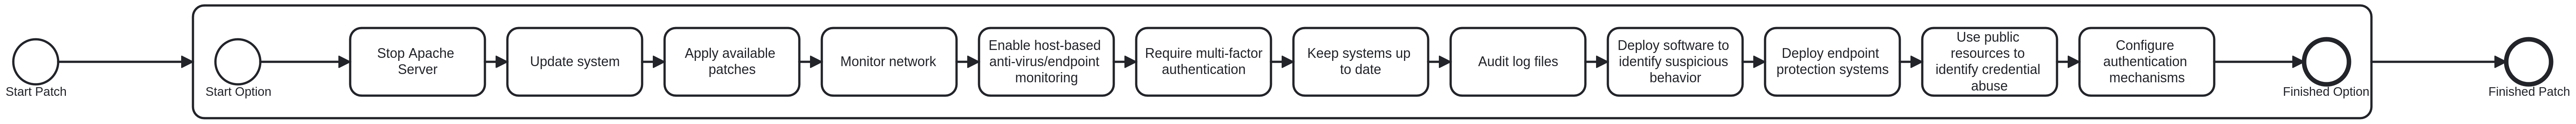 Start Patch
Start Option
Stop Apache
Server
Update system
Apply available
patches
Monitor network
Enable host-based
anti-virus/endpoint
monitoring
Require multi-factor
authentication
Keep systems up
to date
Audit log files
Deploy software to
identify suspicious
behavior
Deploy endpoint
protection systems
Use public
resources to
identify credential
abuse
Configure
authentication
mechanisms
Finished Option
Finished Patch